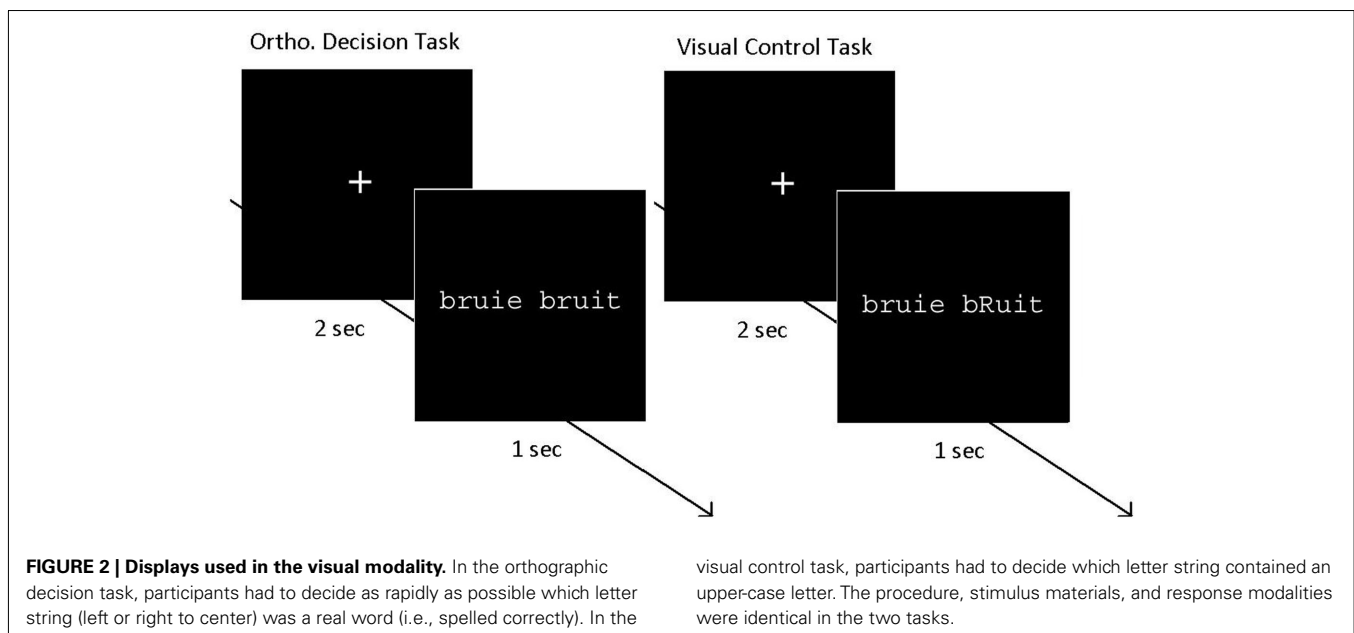 Ortho. Decision Task
+
2 sec
bruie bruit
1 sec
Visual Control Task
+
2 sec
bruie bRuit
1 sec
FIGURE 2 | Displays used in the visual modality. In the orthographic
decision task, participants had to decide as rapidly as possible which letter
string (left or right to center) was a real word (i.e., spelled correctly). In the
visual control task, participants had to decide which letter string contained an
upper-case letter. The procedure, stimulus materials, and response modalities
were identical in the two tasks.